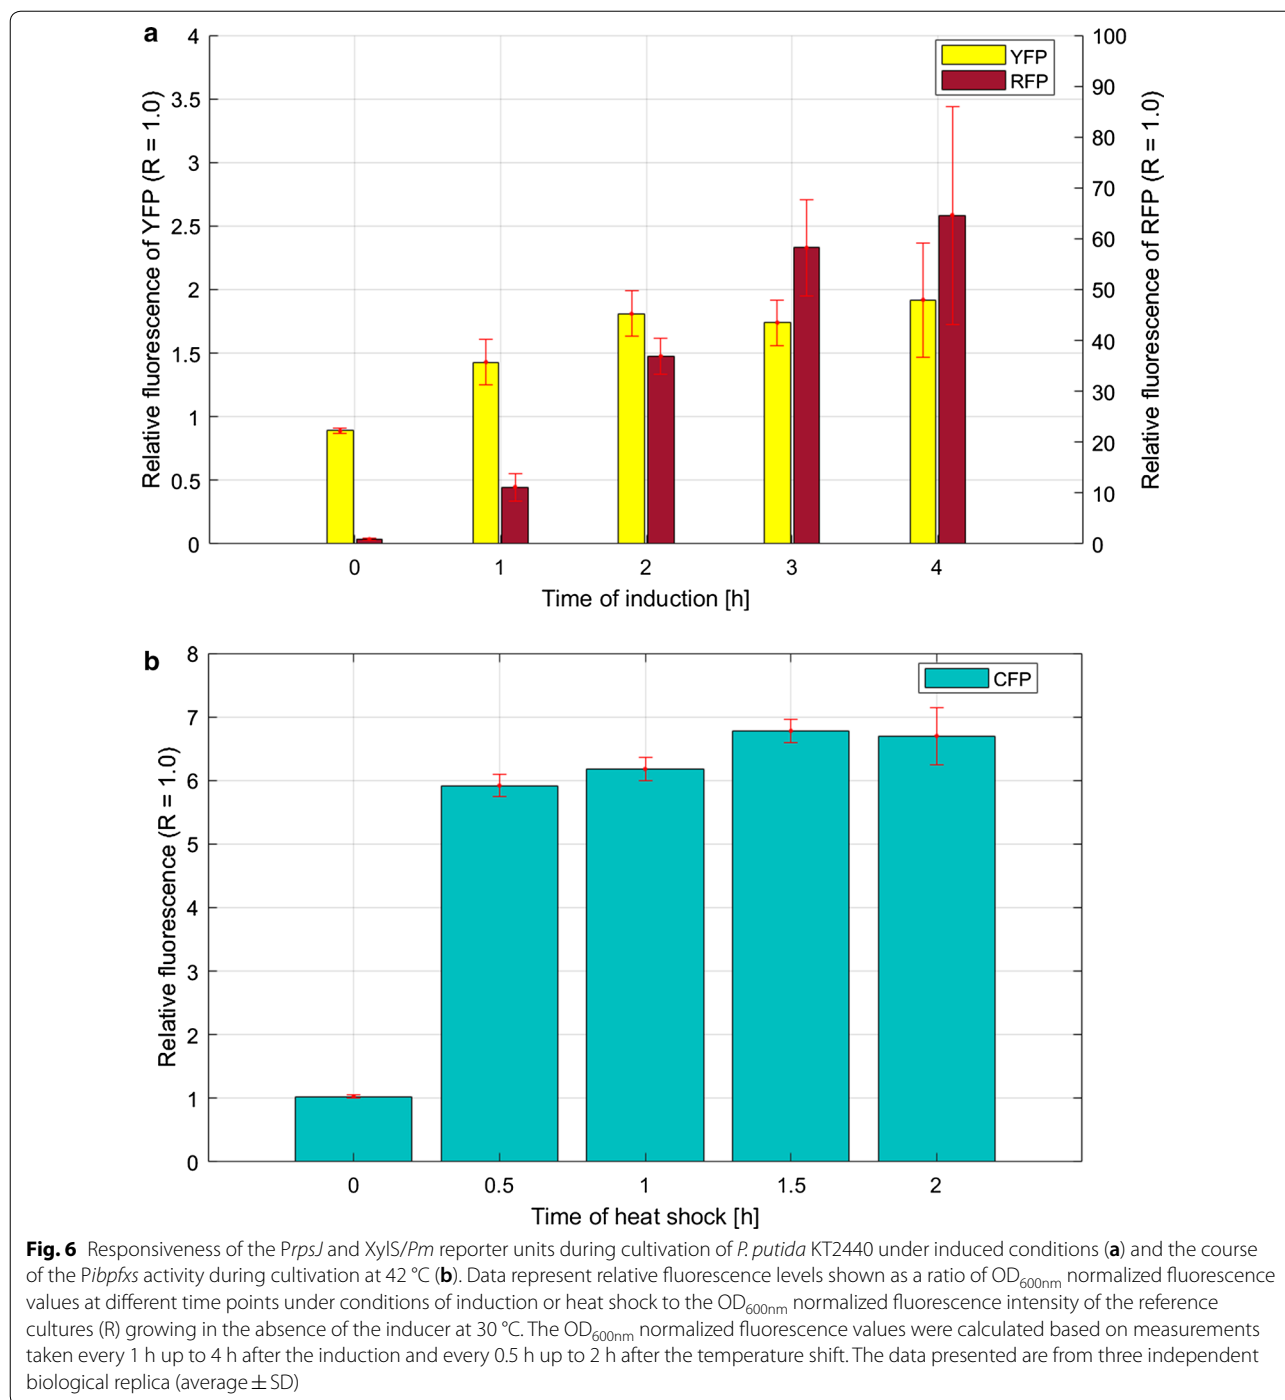 a
4
3.5
3
2.5
2
1.5
1
0.5
0
Relative fluorescence of YFP (R = 1.0)
YFP
RFP
100
90
80
70
60
50
40
30
20
10
0
Relative fluorescence of RFP (R = 1.0)
0 1 2 3 4
Time of induction [h]
b
8
7
6
5
4
3
2
1
0
Relative fluorescence (R = 1.0)
CFP
0 0.5 1 1.5 2
Time of heat shock [h]
Fig. 6 Responsiveness of the PrpsJ and XylS/Pm reporter units during cultivation of P. putida KT2440 under induced conditions (a) and the course
of the Pibpfxs activity during cultivation at 42 °C (b). Data represent relative fluorescence levels shown as a ratio of OD600nm normalized fluorescence
values at different time points under conditions of induction or heat shock to the OD600nm normalized fluorescence intensity of the reference
cultures (R) growing in the absence of the inducer at 30 °C. The OD600nm normalized fluorescence values were calculated based on measurements
taken every 1 h up to 4 h after the induction and every 0.5 h up to 2 h after the temperature shift. The data presented are from three independent
biological replica (average ± SD)